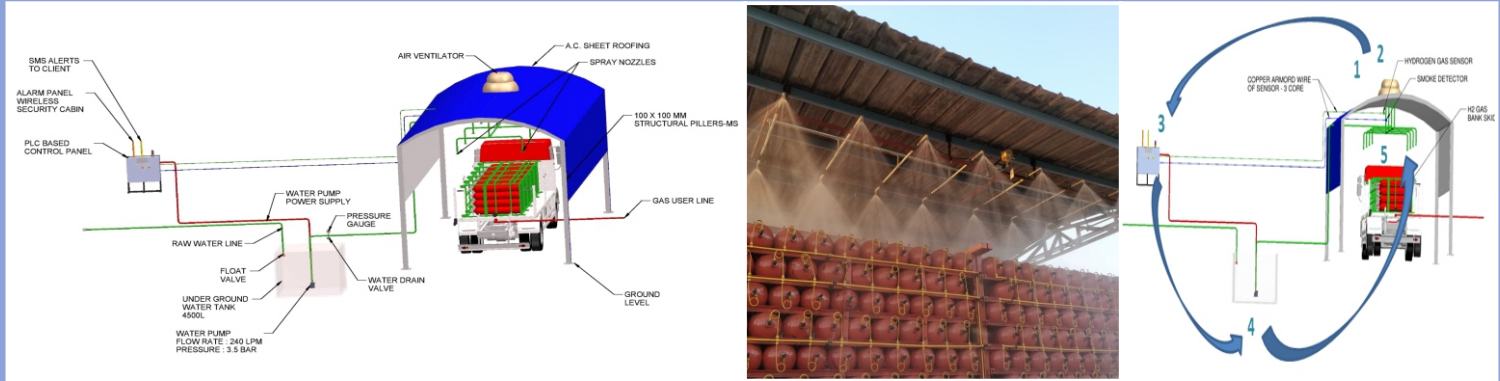 SMS ALERTS
TO CLIENT
ALARM PANEL
WIRELESS
SECURITY CABIN
PLC BASED
CONTROL PANEL
AIR VENTILATOR
A.C. SHEET ROOFING
SPRAY NOZZLES
100 X 100 MM
STRUCTURAL PILLERS-MS
WATER PUMP
POWER SUPPLY
PRESSURE
GAUGE
GAS USER LINE
RAW WATER LINE
FLOAT
VALVE
WATER DRAIN
VALVE
UNDER GROUND
WATER TANK
4500L
GROUND
LEVEL
WATER PUMP
FLOW RATE : 240 LPM
PRESSURE : 3.5 BAR
2
1
HYDROGEN GAS SENSOR
SMOKE DETECTOR
COPPER ARMORD WIRE
OF SENSOR - 3 CORE
H2 GAS
BANK SKID
3
5
4